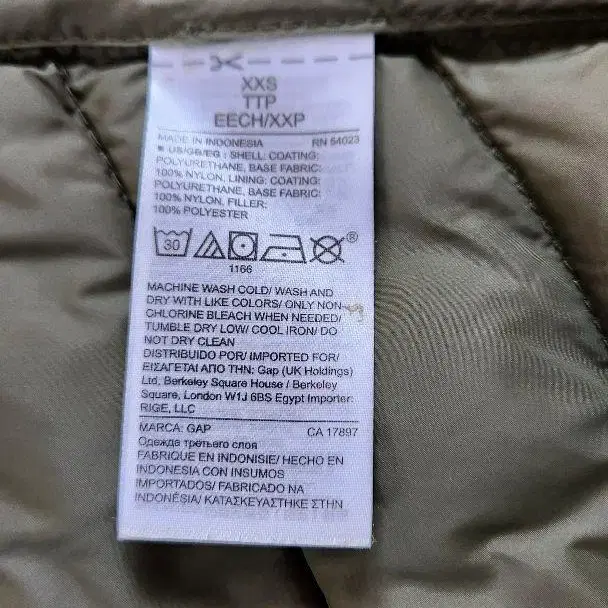 XXS
TTP
EECH/XXP
MADE IN INDONESIA RN 54023
■ US/GB/EG : SHELL: COATING:
POLYURETHANE, BASE FABRIC:
100% NYLON, LINING: COATING:
POLYURETHANE, BASE FABRIC:
100% NYLON, FILLER:
100% POLYESTER
30 ®
1166
MACHINE WASH COLD/ WASH AND
DRY WITH LIKE COLORS/ ONLY NON-
CHLORINE BLEACH WHEN NEEDED/
TUMBLE DRY LOW/ COOL IRON/ DO
NOT DRY CLEAN
DISTRIBUIDO POR/ IMPORTED FOR/
ΕΙΣΑΓΕΤΑΙ ΑΠΟ ΤΗΝ: Gap (UK Holdings)
Ltd, Berkeley Square House / Berkeley
Square, London W1J 6BS Egypt Importer:
RIGE, LLC
MARCA: GAP CA 17897
Одежда третьего слоя
FABRIQUE EN INDONISIE/ HECHO EN
INDONESIA CON INSUMOS
IMPORTADOS/ FABRICADO NA
INDONÉSIA/ ΚΑΤΑΣΚΕΥΑΣΤΗΚΕ ΣΤΗΝ